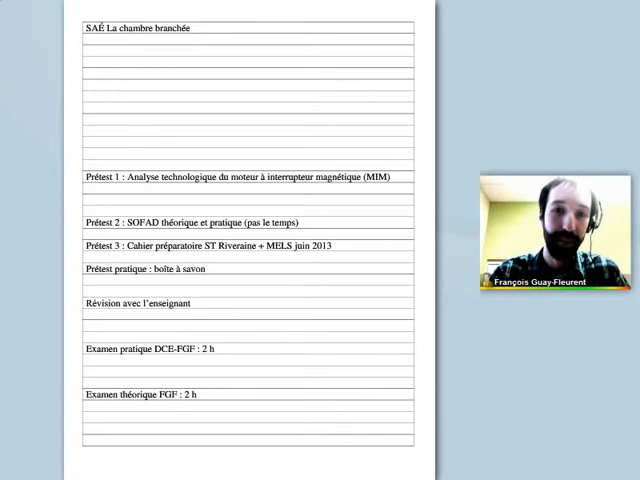 SAÉ La chambre branchée
Prétest 1 : Analyse technologique du moteur à interrupteur magnétique (MIM)
Prétest 2 : SOFAD théorique et pratique (pas le temps)
Prétest 3 : Cahier préparatoire ST Riveraine + MELS juin 2013
Prétest pratique : boîte à savon
Révision avec l'enseignant
Examen pratique DCE-FGF : 2 h
Examen théorique FGF : 2 h
François Guay-Fleurent